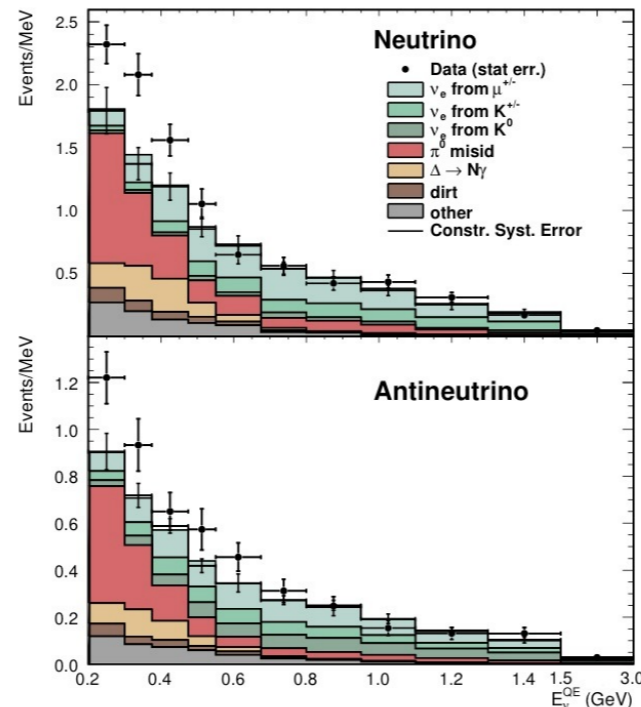 Events/MeV
2.5
2.0
1.5
1.0
0.5
Neutrino
Data (stat err.)
νe from μ+/-
νe from K+/-
νe from K0
π0 misid
Δ → Nγ
dirt
other
Constr. Syst. Error
Events/MeV
1.2
1.0
0.8
0.6
0.4
0.2
0.0
Antineutrino
0.2 0.4 0.6 0.8 1.0 1.2 1.4 1.5 3.0
EνQE (GeV)